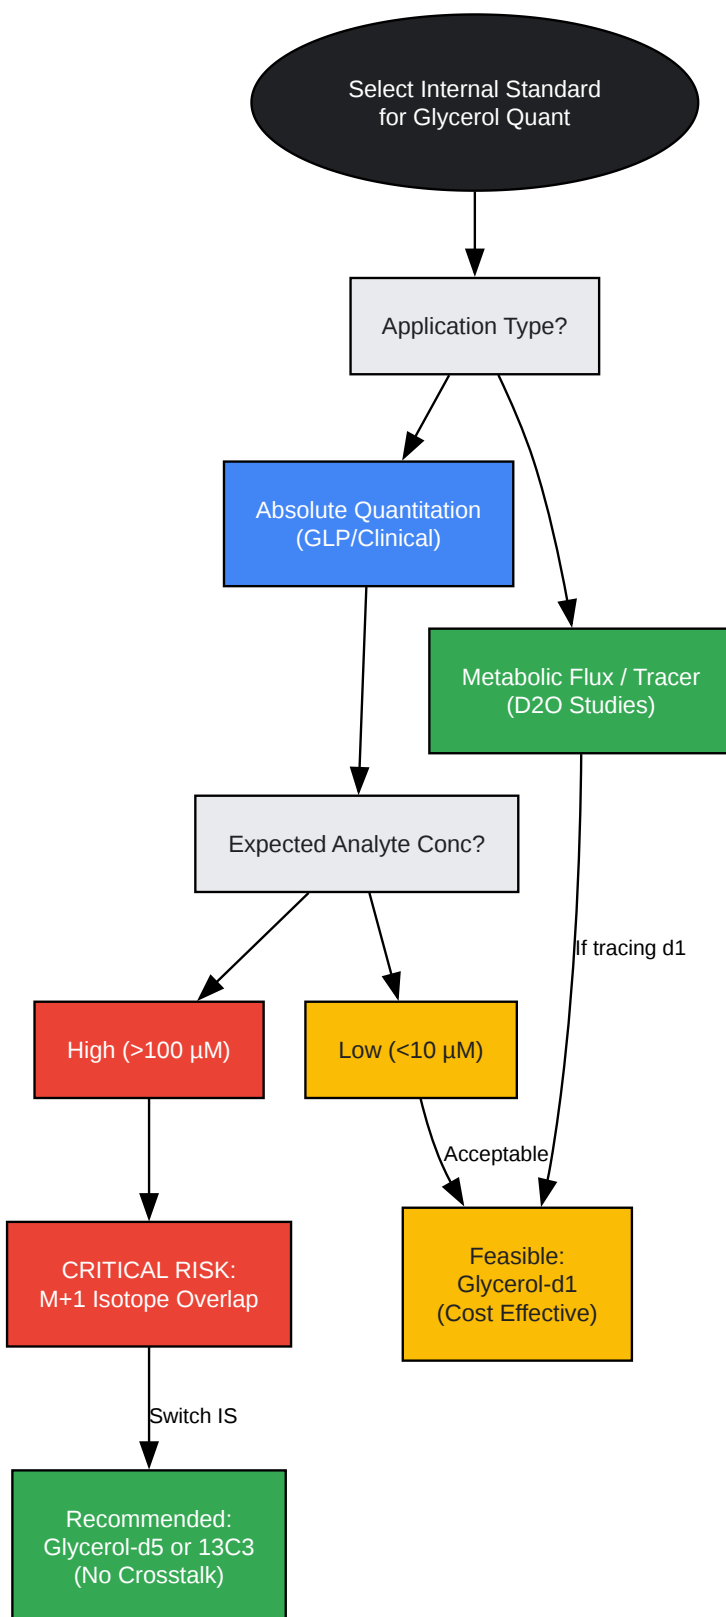 Select Internal Standard
for Glycerol Quant
Application Type?
Absolute Quantitation
(GLP/Clinical)
Metabolic Flux / Tracer
(D2O Studies)
Expected Analyte Conc?
If tracing d1
High (>100 µM)
Low (<10 µM)
Acceptable
CRITICAL RISK:
M+1 Isotope Overlap
Feasible:
Glycerol-d1
(Cost Effective)
Switch IS
Recommended:
Glycerol-d5 or 13C3
(No Crosstalk)